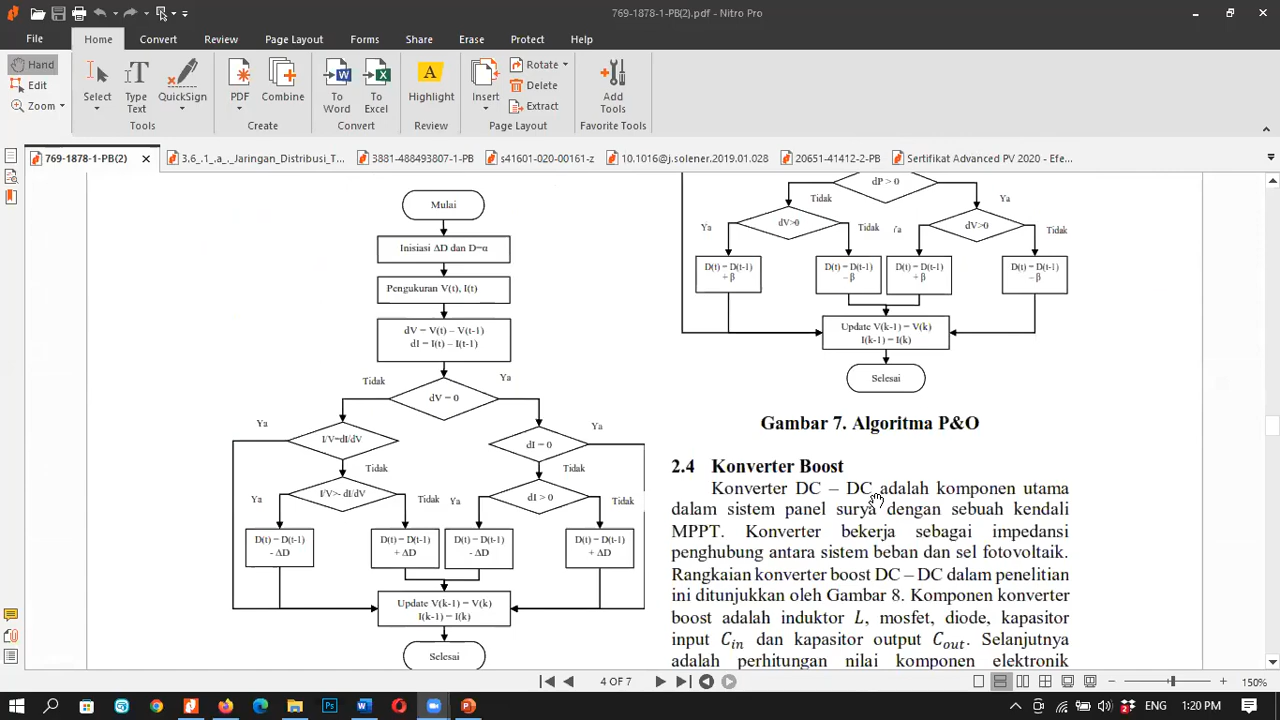 769-1878-1-PB(2).pdf - Nitro Pro
File
Home
Convert
Review
Page Layout
Forms
Share
Erase
Protect
Help
Hand
Edit
Zoom
Select
Type Text
QuickSign
Tools
PDF
Combine
Create
To Word
To Excel
Convert
Highlight
Review
Insert
Rotate
Delete
Extract
Page Layout
Add Tools
Favorite Tools
769-1878-1-PB(2)
3.6_.1_.a_._Jaringan_Distribusi_T...
3881-488493807-1-PB
s41601-020-00161-z
10.1016@j.solener.2019.01.028
20651-41412-2-PB
Sertifikat Advanced PV 2020 - Efe...
Mulai
Inisiasi ΔD dan D=α
Pengukuran V(t), I(t)
dV = V(t) – V(t-1)
dI = I(t) – I(t-1)
Tidak
Ya
dV = 0
Ya
I/V=dI/dV
Tidak
dI = 0
Ya
Tidak
Ya
I/V>- dI/dV
Tidak
Ya
dI > 0
Tidak
D(t) = D(t-1)
- ΔD
D(t) = D(t-1)
+ ΔD
D(t) = D(t-1)
- ΔD
D(t) = D(t-1)
+ ΔD
Update V(k-1) = V(k)
I(k-1) = I(k)
Selesai
dP > 0
Tidak
Ya
Ya
dV>0
Tidak
dV>0
Tidak
D(t) = D(t-1)
+ β
D(t) = D(t-1)
– β
D(t) = D(t-1)
+ β
D(t) = D(t-1)
– β
Update V(k-1) = V(k)
I(k-1) = I(k)
Selesai
Gambar 7. Algoritma P&O
2.4 Konverter Boost
Konverter DC – DC adalah komponen utama
dalam sistem panel surya dengan sebuah kendali
MPPT. Konverter bekerja sebagai impedansi
penghubung antara sistem beban dan sel fotovoltaik.
Rangkaian konverter boost DC – DC dalam penelitian
ini ditunjukkan oleh Gambar 8. Komponen konverter
boost adalah induktor L, mosfet, diode, kapasitor
input Cin dan kapasitor output Cout. Selanjutnya
adalah perhitungan nilai komponen elektronik
4 OF 7
150%
ENG
1:20 PM